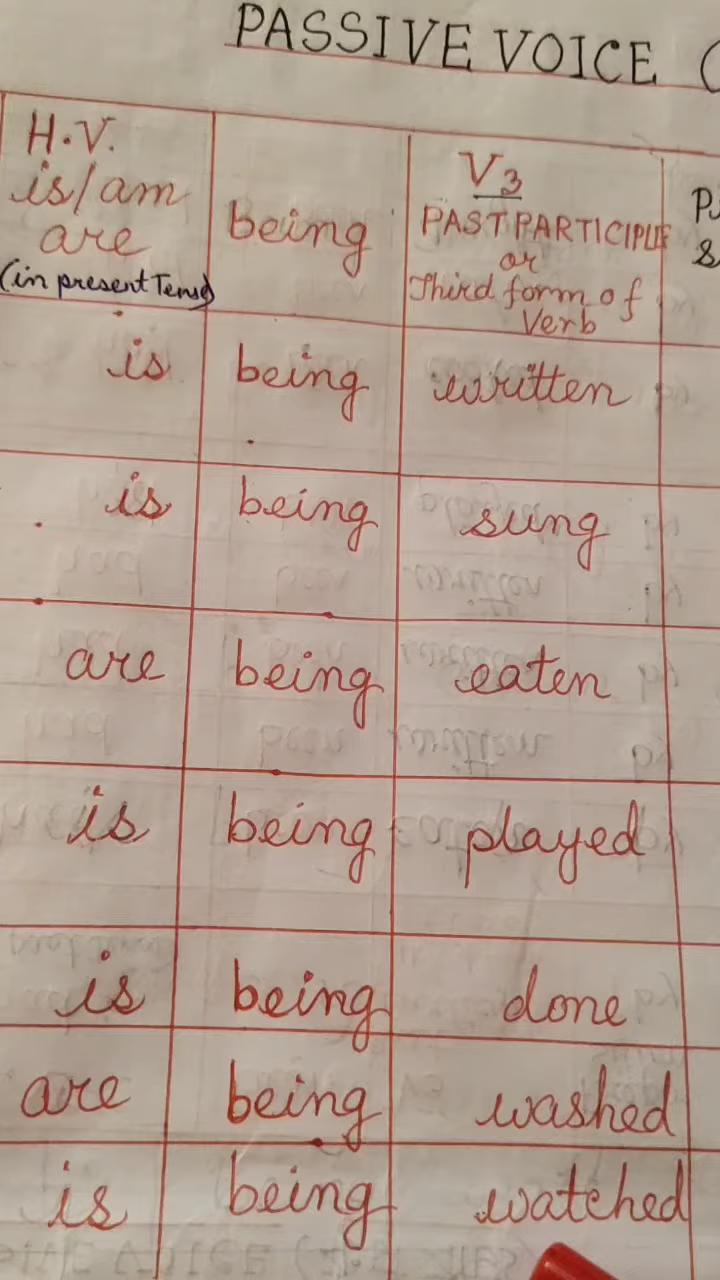 PASSIVE VOICE (
H.V.
is/am
are
(in present Tense)
being
V3
PAST PARTICIPLE
or
Third form of
Verb
is being written
is being sung
are being eaten
is being played
is being done
are being washed
is being watched